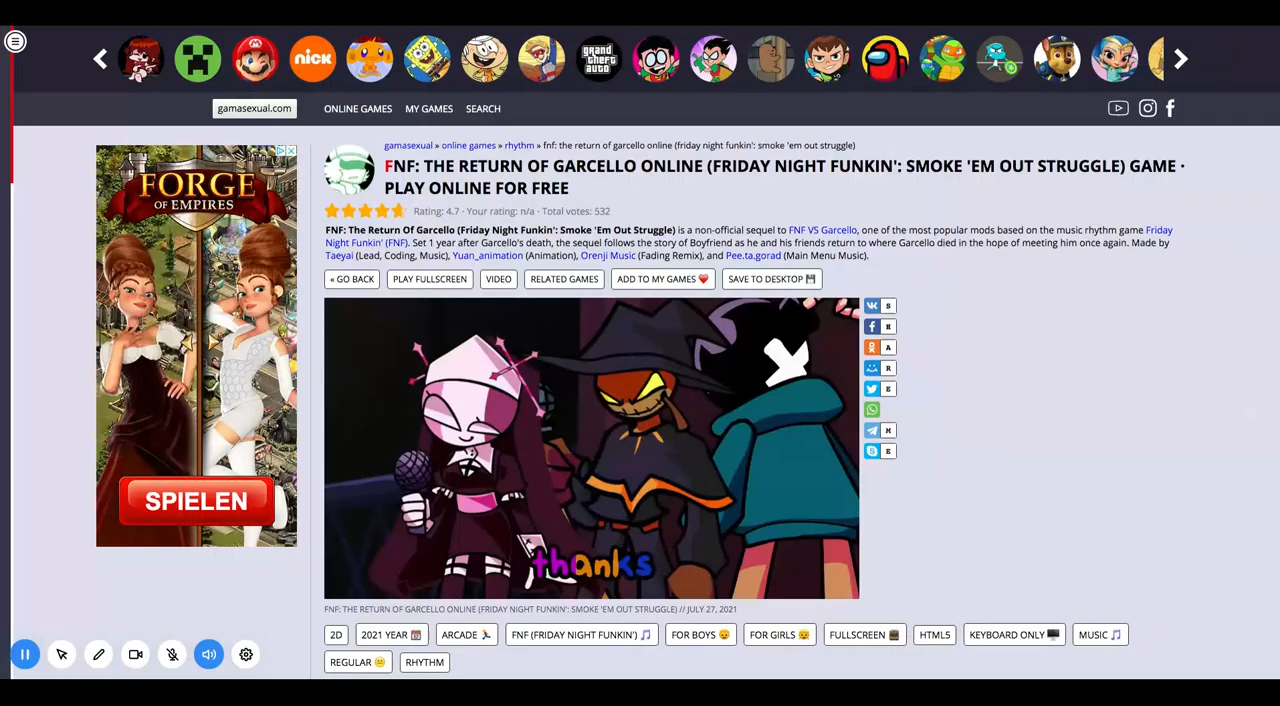 nick
grand
theft
auto
gamasexual.com
ONLINE GAMES
MY GAMES
SEARCH
gamasexual » online games » rhythm » fnf: the return of garcello online (friday night funkin': smoke 'em out struggle)
FNF: THE RETURN OF GARCELLO ONLINE (FRIDAY NIGHT FUNKIN': SMOKE 'EM OUT STRUGGLE) GAME ·
PLAY ONLINE FOR FREE
Rating: 4.7 · Your rating: n/a · Total votes: 532
FNF: The Return Of Garcello (Friday Night Funkin': Smoke 'Em Out Struggle) is a non-official sequel to FNF VS Garcello, one of the most popular mods based on the music rhythm game Friday
Night Funkin' (FNF). Set 1 year after Garcello's death, the sequel follows the story of Boyfriend as he and his friends return to where Garcello died in the hope of meeting him once again. Made by
Taeyai (Lead, Coding, Music), Yuan_animation (Animation), Orenji Music (Fading Remix), and Pee.ta.gorad (Main Menu Music).
« GO BACK
PLAY FULLSCREEN
VIDEO
RELATED GAMES
ADD TO MY GAMES ❤️
SAVE TO DESKTOP 💾
FORGE
OF EMPIRES
SPIELEN
thanks
S
H
A
R
E
M
E
FNF: THE RETURN OF GARCELLO ONLINE (FRIDAY NIGHT FUNKIN': SMOKE 'EM OUT STRUGGLE) // JULY 27, 2021
2D
2021 YEAR 📅
ARCADE 🏃
FNF (FRIDAY NIGHT FUNKIN') 🎵
FOR BOYS 👦
FOR GIRLS 👧
FULLSCREEN
HTML5
KEYBOARD ONLY 🖥️
MUSIC 🎵
REGULAR 😐
RHYTHM